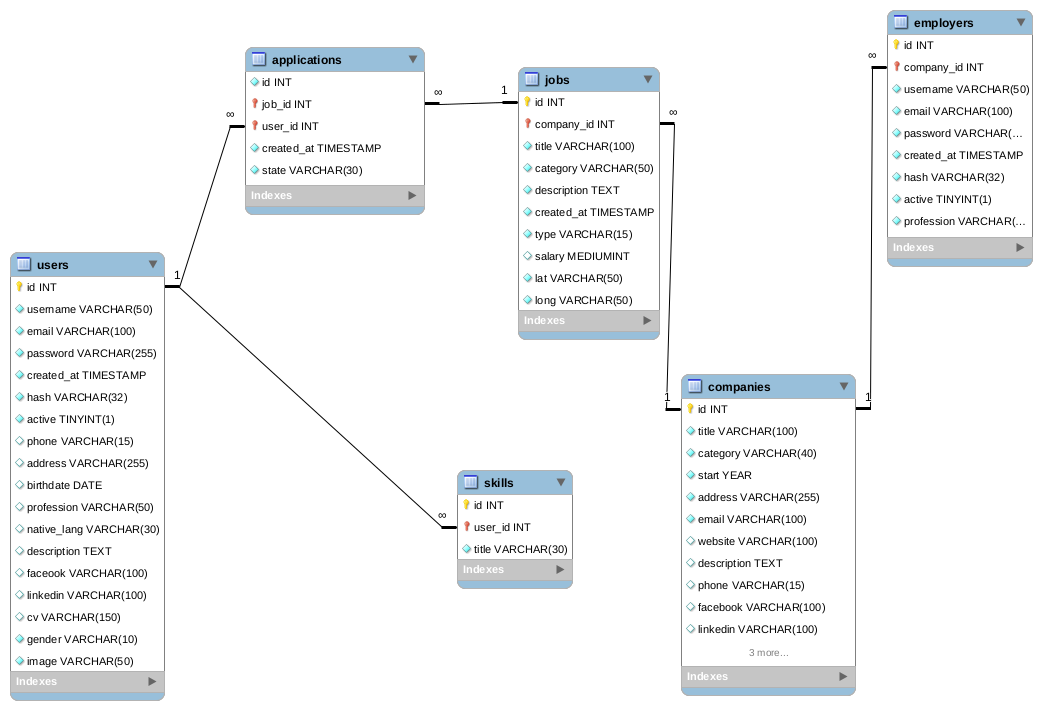 employers
id INT
company_id INT
username VARCHAR(50)
email VARCHAR(100)
password VARCHAR(...
created_at TIMESTAMP
hash VARCHAR(32)
active TINYINT(1)
profession VARCHAR(...
Indexes
applications
id INT
job_id INT
user_id INT
created_at TIMESTAMP
state VARCHAR(30)
Indexes
jobs
id INT
company_id INT
title VARCHAR(100)
category VARCHAR(50)
description TEXT
created_at TIMESTAMP
type VARCHAR(15)
salary MEDIUMINT
lat VARCHAR(50)
long VARCHAR(50)
Indexes
∞
1
∞
∞
∞
1
1
1
∞
users
id INT
username VARCHAR(50)
email VARCHAR(100)
password VARCHAR(255)
created_at TIMESTAMP
hash VARCHAR(32)
active TINYINT(1)
phone VARCHAR(15)
address VARCHAR(255)
birthdate DATE
profession VARCHAR(50)
native_lang VARCHAR(30)
description TEXT
faceook VARCHAR(100)
linkedin VARCHAR(100)
cv VARCHAR(150)
gender VARCHAR(10)
image VARCHAR(50)
Indexes
skills
id INT
user_id INT
title VARCHAR(30)
Indexes
companies
id INT
title VARCHAR(100)
category VARCHAR(40)
start YEAR
address VARCHAR(255)
email VARCHAR(100)
website VARCHAR(100)
description TEXT
phone VARCHAR(15)
facebook VARCHAR(100)
linkedin VARCHAR(100)
3 more...
Indexes